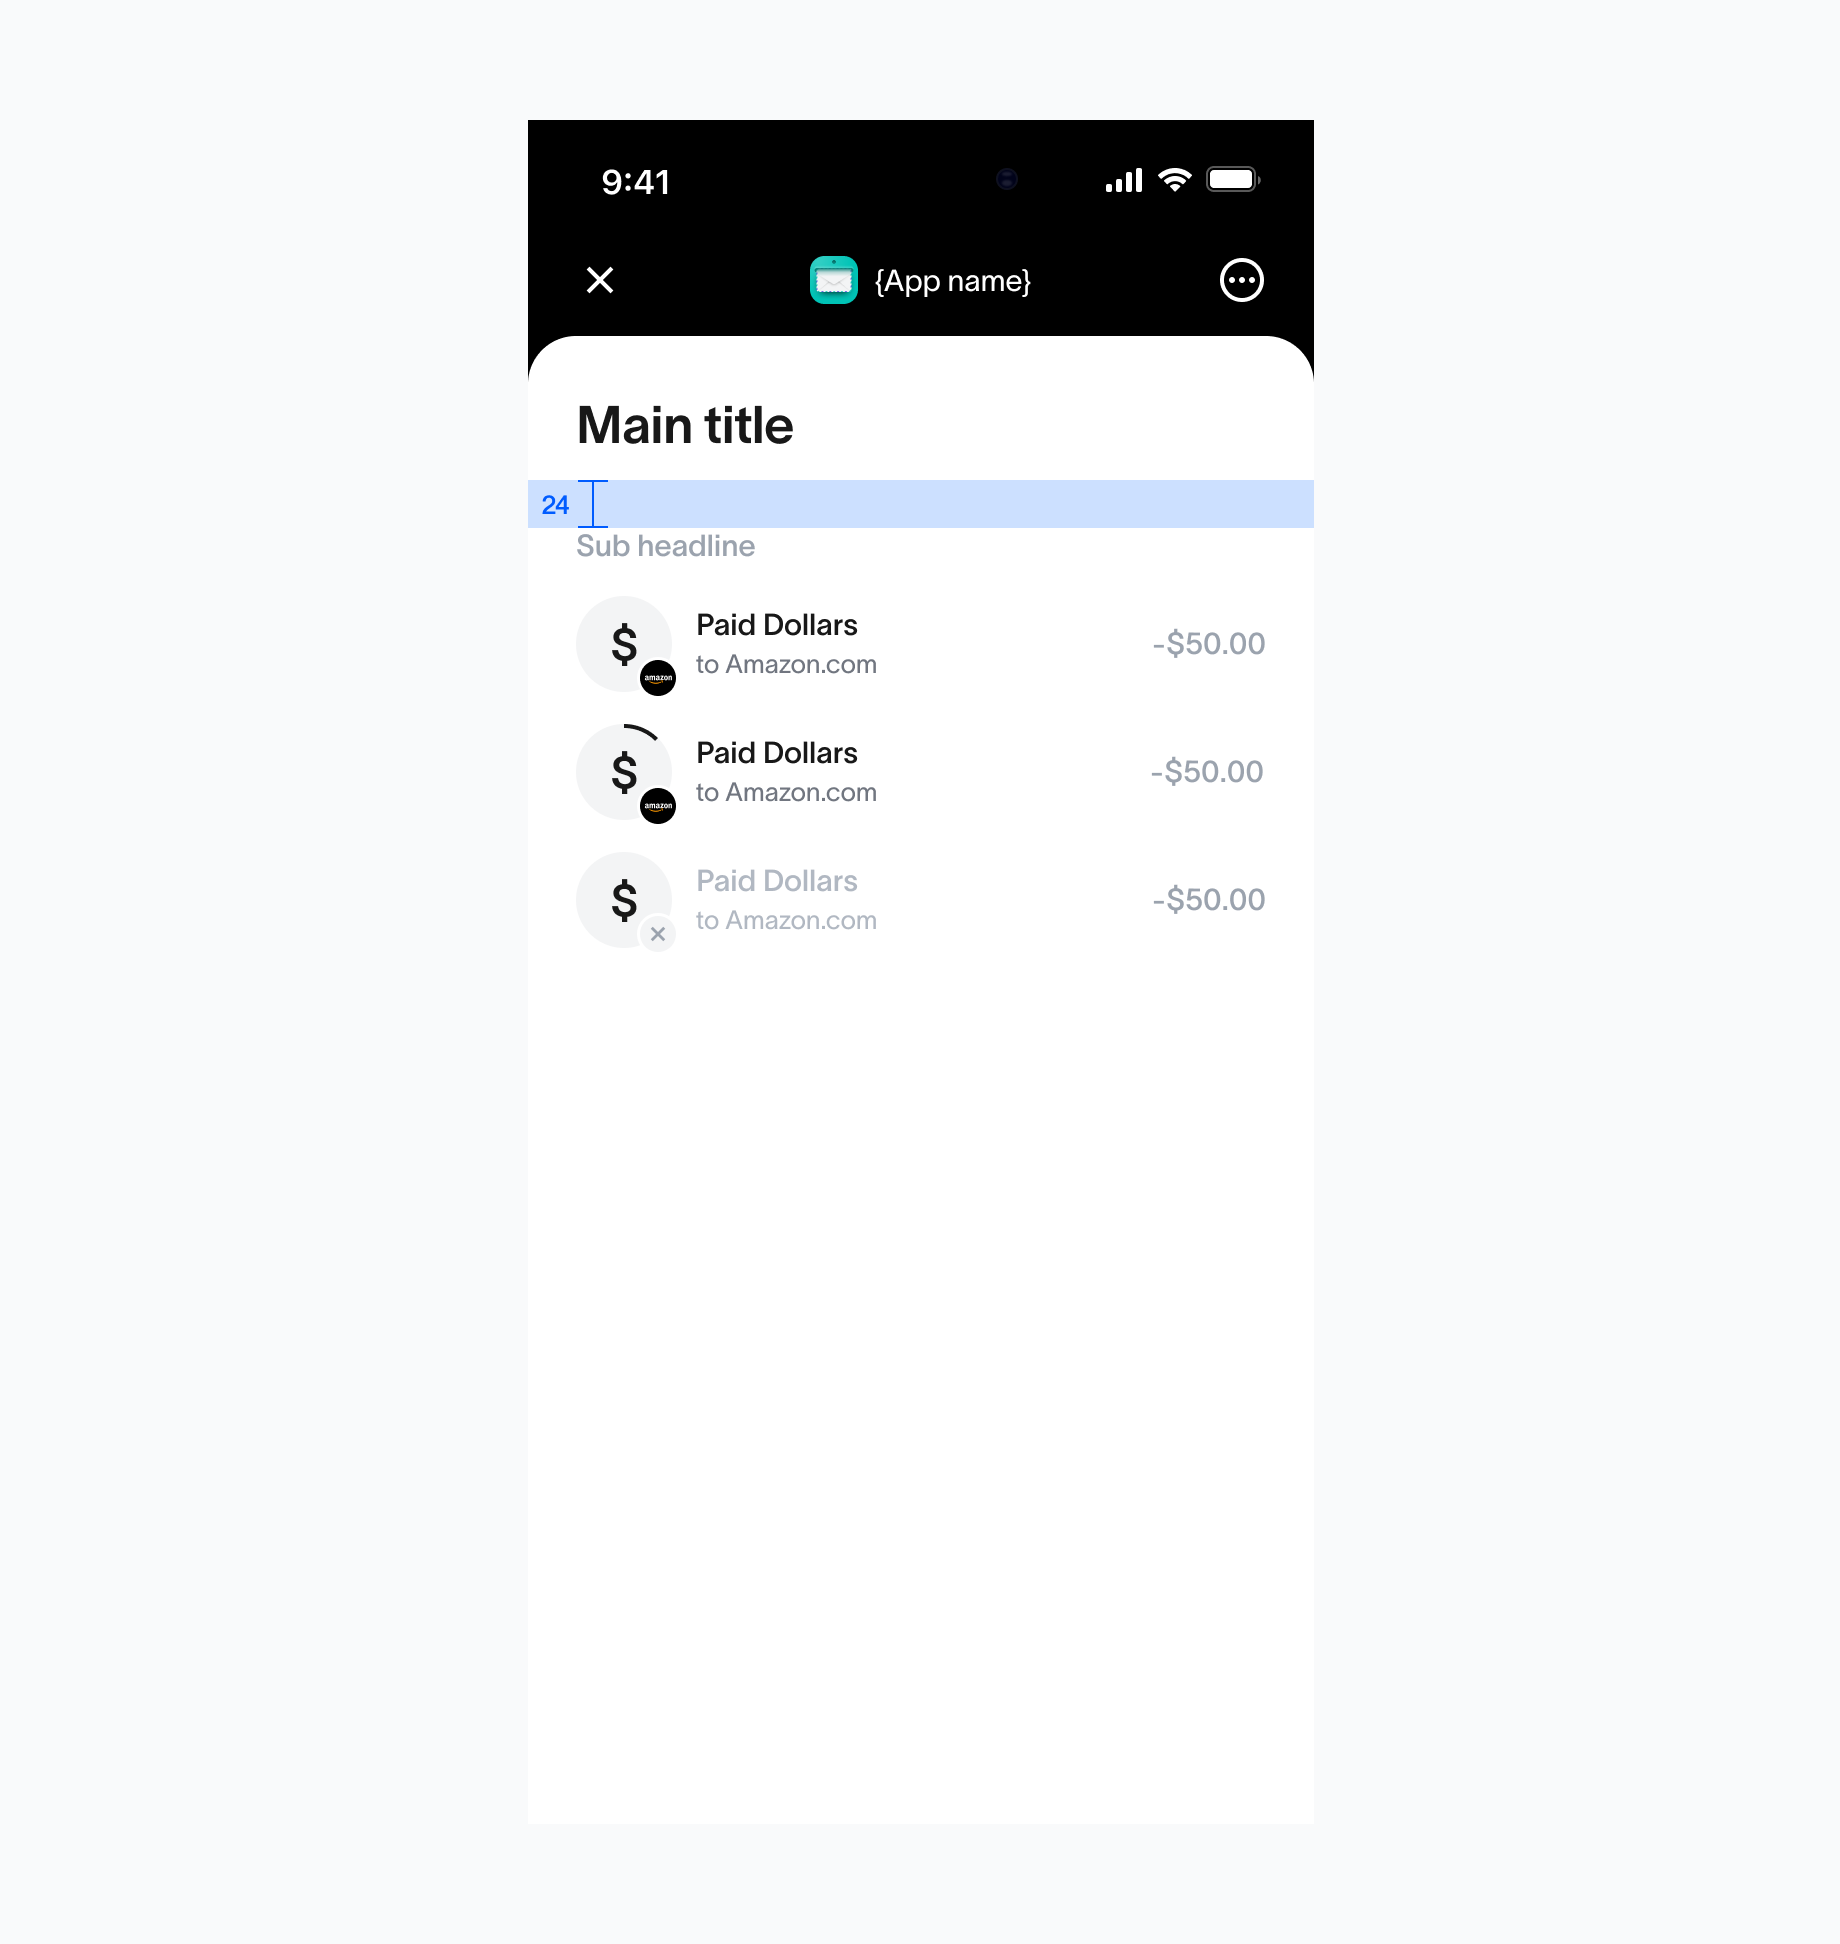 9:41
{App name}
Main title
24
Sub headline
$
amazon
Paid Dollars
to Amazon.com
-$50.00
$
amazon
Paid Dollars
to Amazon.com
-$50.00
$
Paid Dollars
to Amazon.com
-$50.00